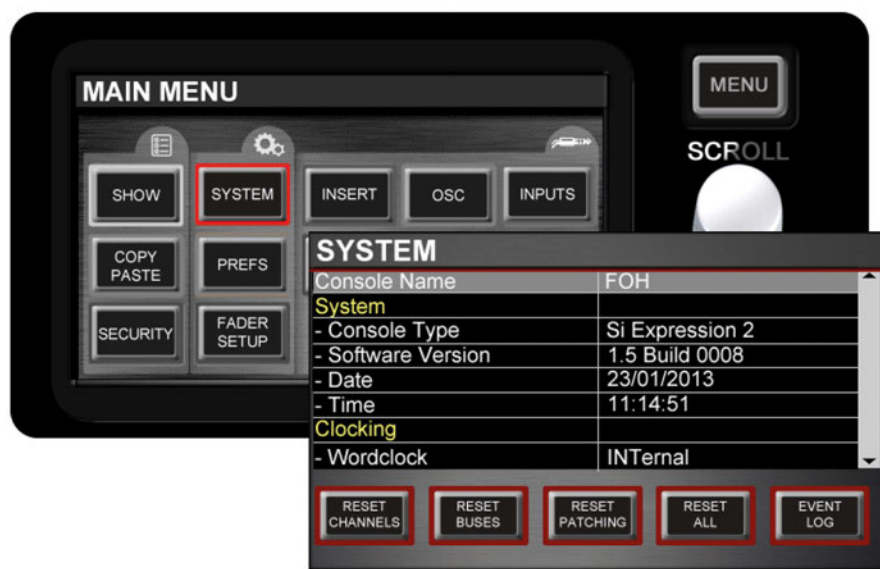 MAIN MENU
MENU
SCROLL
SHOW
SYSTEM
INSERT
OSC
INPUTS
COPY
PASTE
PREFS
SECURITY
FADER
SETUP
SYSTEM
Console Name FOH
System
- Console Type Si Expression 2
- Software Version 1.5 Build 0008
- Date 23/01/2013
- Time 11:14:51
Clocking
- Wordclock INTernal
RESET
CHANNELS
RESET
BUSES
RESET
PATCHING
RESET
ALL
EVENT
LOG